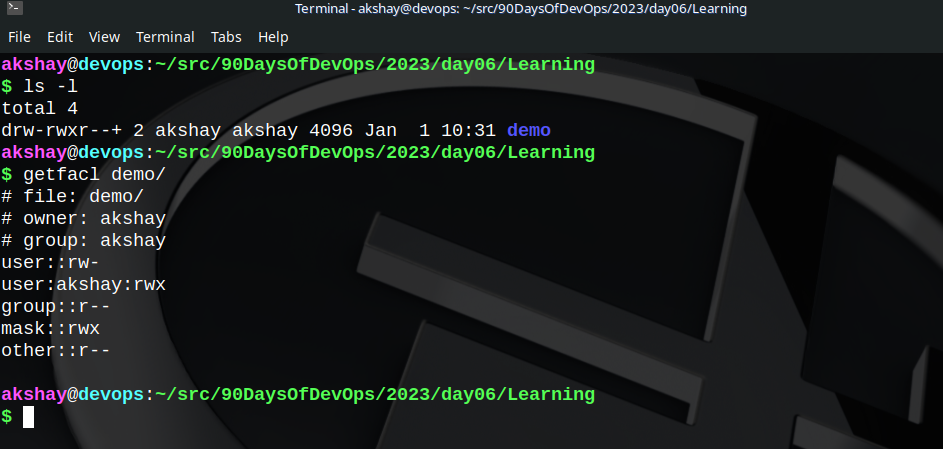 Terminal - akshay@devops: ~/src/90DaysOfDevOps/2023/day06/Learning
File Edit View Terminal Tabs Help
akshay@devops:~/src/90DaysOfDevOps/2023/day06/Learning
$ ls -l
total 4
drw-rwxr--+ 2 akshay akshay 4096 Jan  1 10:31 demo
akshay@devops:~/src/90DaysOfDevOps/2023/day06/Learning
$ getfacl demo/
# file: demo/
# owner: akshay
# group: akshay
user::rw-
user:akshay:rwx
group::r--
mask::rwx
other::r--
akshay@devops:~/src/90DaysOfDevOps/2023/day06/Learning
$